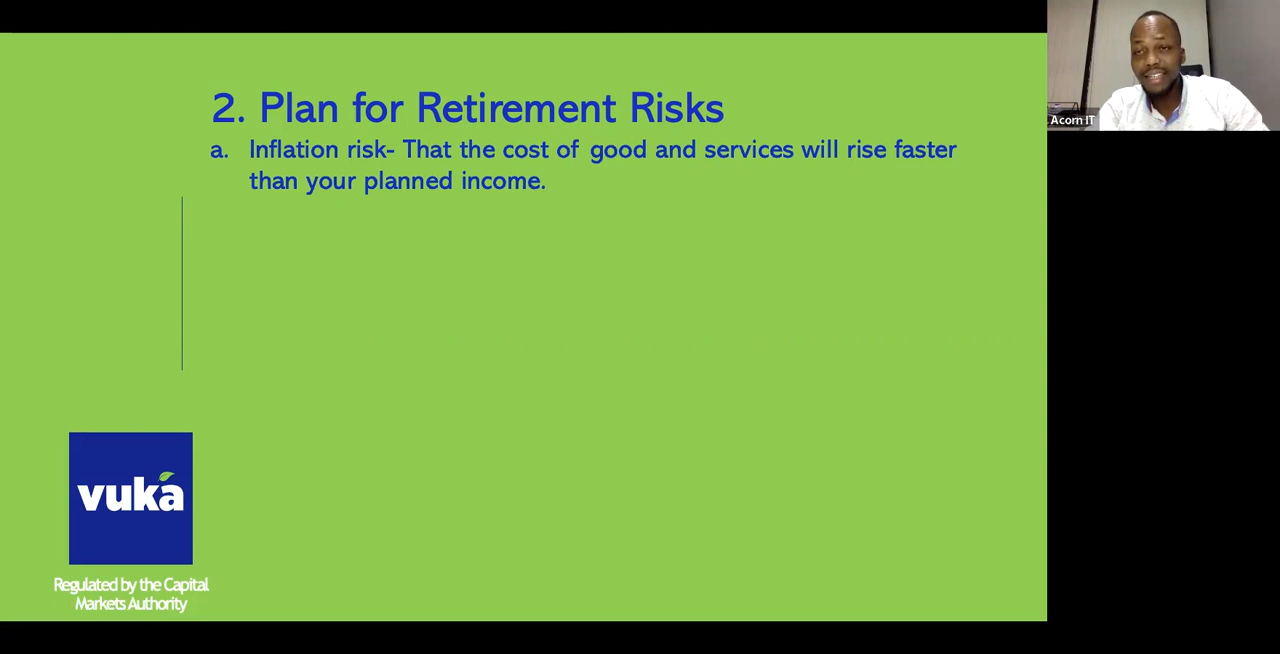 2. Plan for Retirement Risks
a. Inflation risk- That the cost of good and services will rise faster
than your planned income.
vuka
Regulated by the Capital
Markets Authority
Acorn IT